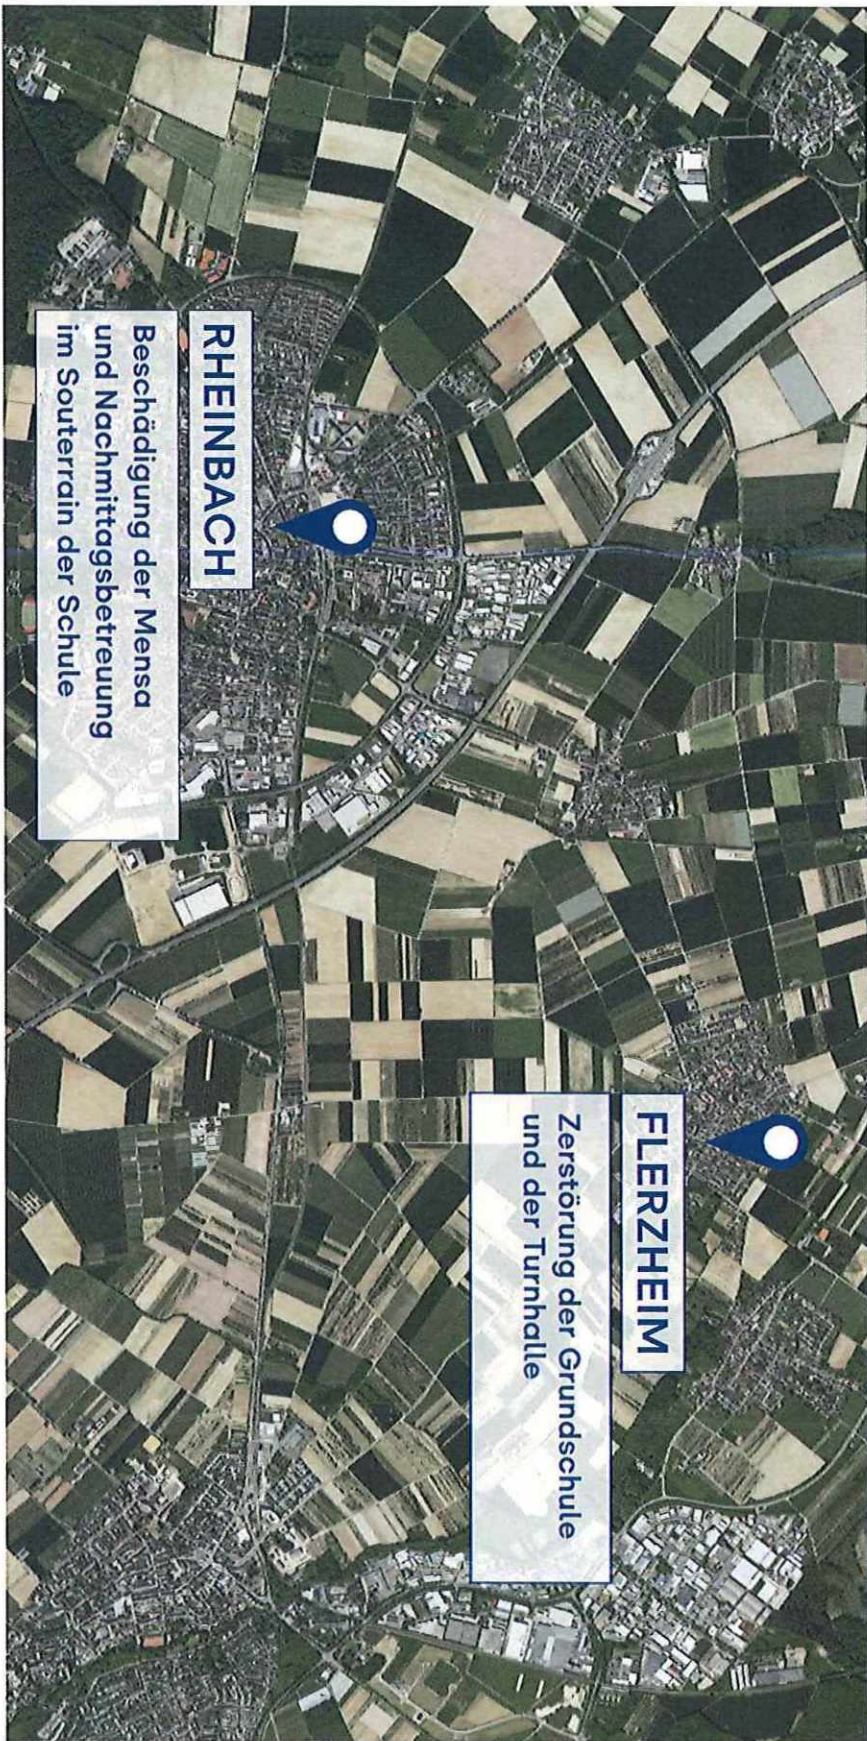 RHEINBACH
Beschädigung der Mensa
und Nachmittagsbetreuung
im Souterrain der Schule
FLERZHEIM
Zerstörung der Grundschule
und der Turnhalle